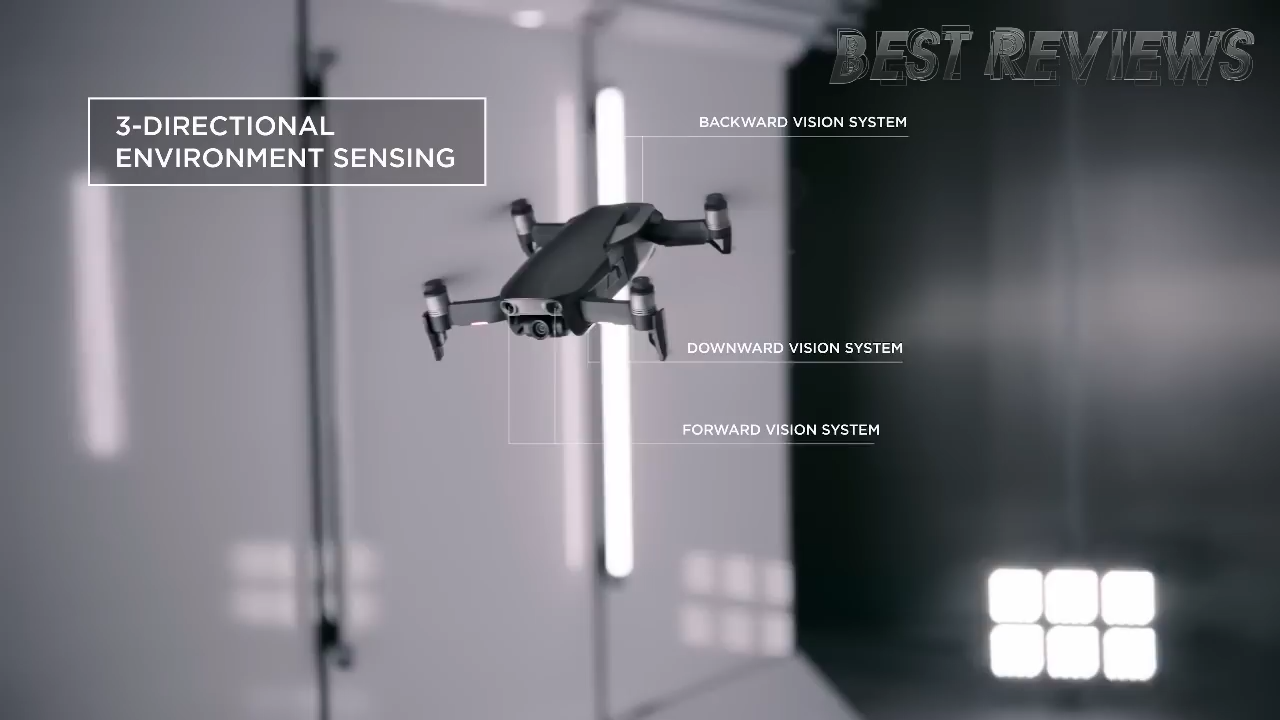 BEST REVIEWS
3-DIRECTIONAL
ENVIRONMENT SENSING
BACKWARD VISION SYSTEM
DOWNWARD VISION SYSTEM
FORWARD VISION SYSTEM